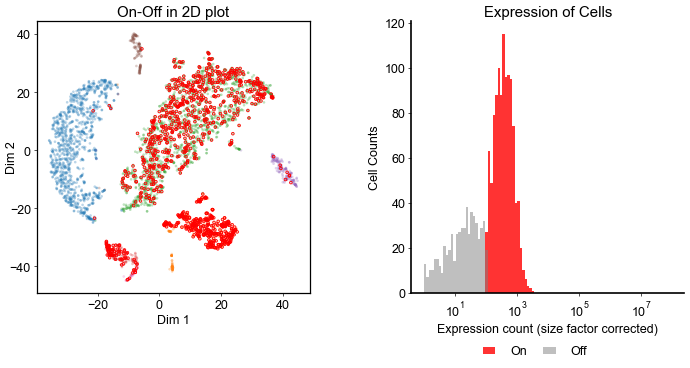 On-Off in 2D plot
40
20
0
−20
−40
Dim 2
−20 0 20 40
Dim 1
Expression of Cells
120
100
80
60
40
20
0
Cell Counts
10^1 10^3 10^5 10^7
Expression count (size factor corrected)
On Off